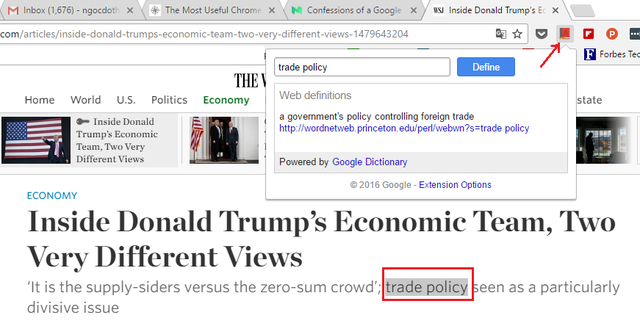 Inbox (1,676) - ngocdoth
The Most Useful Chrome
Confessions of a Google
WSJ Inside Donald Trump's Ec
com/articles/inside-donald-trumps-economic-team-two-very-different-views-1479643204
Forbes Tec
trade policy
Define
Web definitions
a government's policy controlling foreign trade
http://wordnetweb.princeton.edu/perl/webwn?s=trade policy
Powered by Google Dictionary
© 2016 Google - Extension Options
THE W
Home World U.S. Politics Economy
Inside Donald
Trump's Economic
Team, Two Very
Different Views
ECONOMY
Inside Donald Trump's Economic Team, Two
Very Different Views
'It is the supply-siders versus the zero-sum crowd'; trade policy seen as a particularly
divisive issue